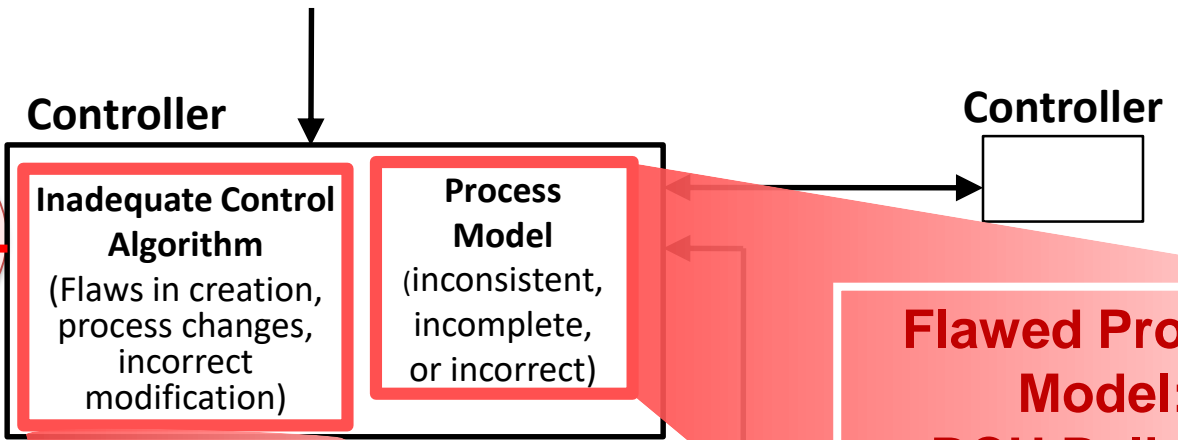 Controller
Controller
Inadequate Control
Algorithm
(Flaws in creation,
process changes,
incorrect
modification)
Process
Model
(inconsistent,
incomplete,
or incorrect)
Flawed Pro
Model: